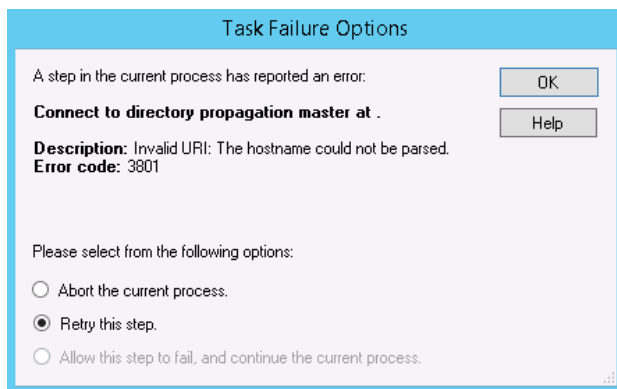 Task Failure Options
A step in the current process has reported an error:
OK
Connect to directory propagation master at .
Help
Description: Invalid URI: The hostname could not be parsed.
Error code: 3801
Please select from the following options:
Abort the current process.
Retry this step.
Allow this step to fail, and continue the current process.